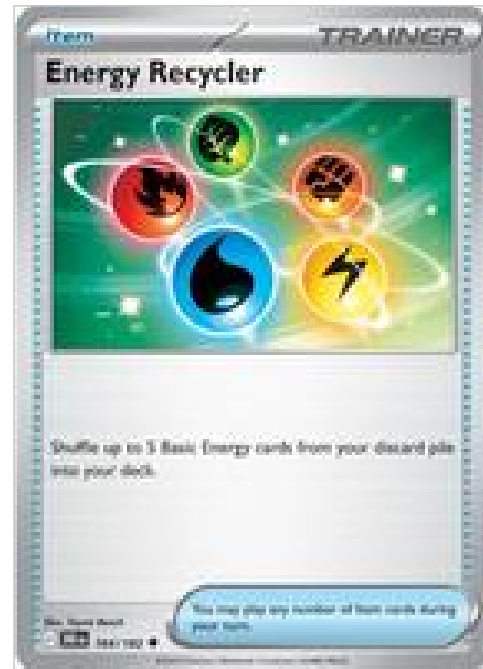 Item
TRAINER
Energy Recycler
Shuffle up to 5 Basic Energy cards from your discard pile
into your deck.
You may play any number of Item cards during
your turn.